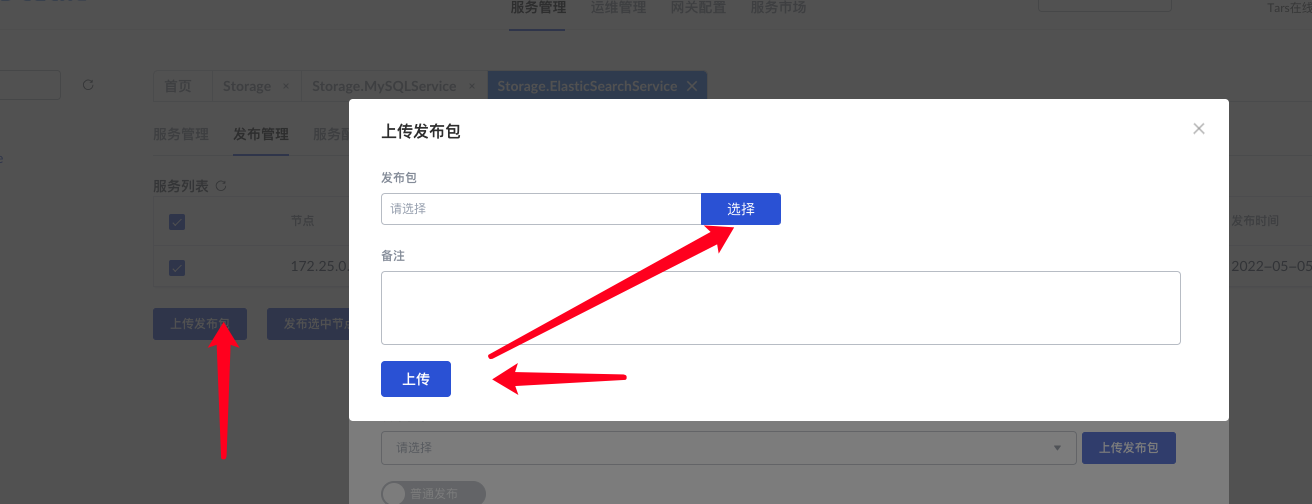 服务管理 运维管理 网关配置 服务市场
Tars在线
首页 Storage Storage.MySQLService Storage.ElasticSearchService
服务管理 发布管理 服务
上传发布包
服务列表
发布包
请选择 选择
节点
发布时间
备注
172.25.0.
2022-05-05
上传发布包 发布选中节点
上传
请选择 上传发布包
普通发布